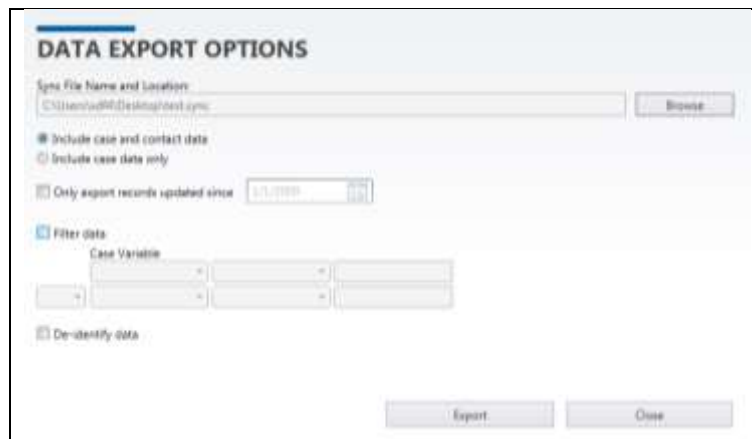 DATA EXPORT OPTIONS
Sync File Name and Location:
Browse
Include case and contact data
Include case data only
Only export records updated since
Filter data
Case Variable
De-identify data
Export Close